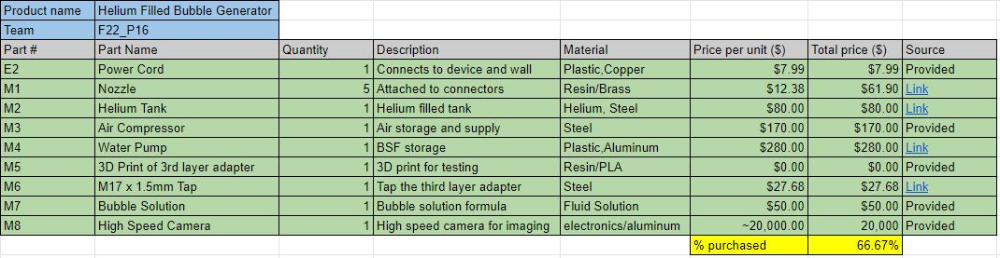 Product name Helium Filled Bubble Generator
Team F22_P16
Part # Part Name Quantity Description Material Price per unit ($) Total price ($) Source
E2 Power Cord 1 Connects to device and wall Plastic,Copper $7.99 $7.99 Provided
M1 Nozzle 5 Attached to connectors Resin/Brass $12.38 $61.90 Link
M2 Helium Tank 1 Helium filled tank Helium, Steel $80.00 $80.00 Link
M3 Air Compressor 1 Air storage and supply Steel $170.00 $170.00 Provided
M4 Water Pump 1 BSF storage Plastic,Aluminum $280.00 $280.00 Link
M5 3D Print of 3rd layer adapter 1 3D print for testing Resin/PLA $0.00 $0.00 Provided
M6 M17 x 1.5mm Tap 1 Tap the third layer adapter Steel $27.68 $27.68 Link
M7 Bubble Solution 1 Bubble solution formula Fluid Solution $50.00 $50.00 Provided
M8 High Speed Camera 1 High speed camera for imaging electronics/aluminum ~20,000.00 20,000 Provided
% purchased 66.67%